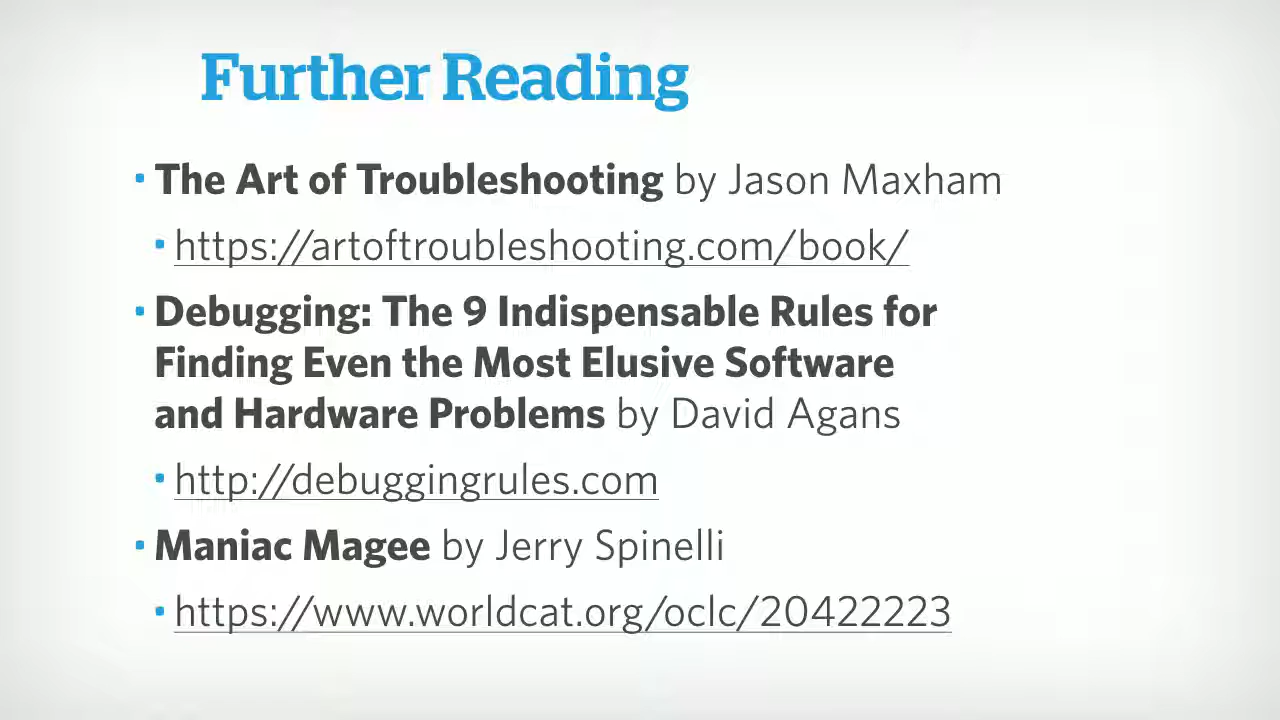 Further Reading
• The Art of Troubleshooting by Jason Maxham
• https://artoftroubleshooting.com/book/
• Debugging: The 9 Indispensable Rules for
Finding Even the Most Elusive Software
and Hardware Problems by David Agans
• http://debuggingrules.com
• Maniac Magee by Jerry Spinelli
• https://www.worldcat.org/oclc/20422223